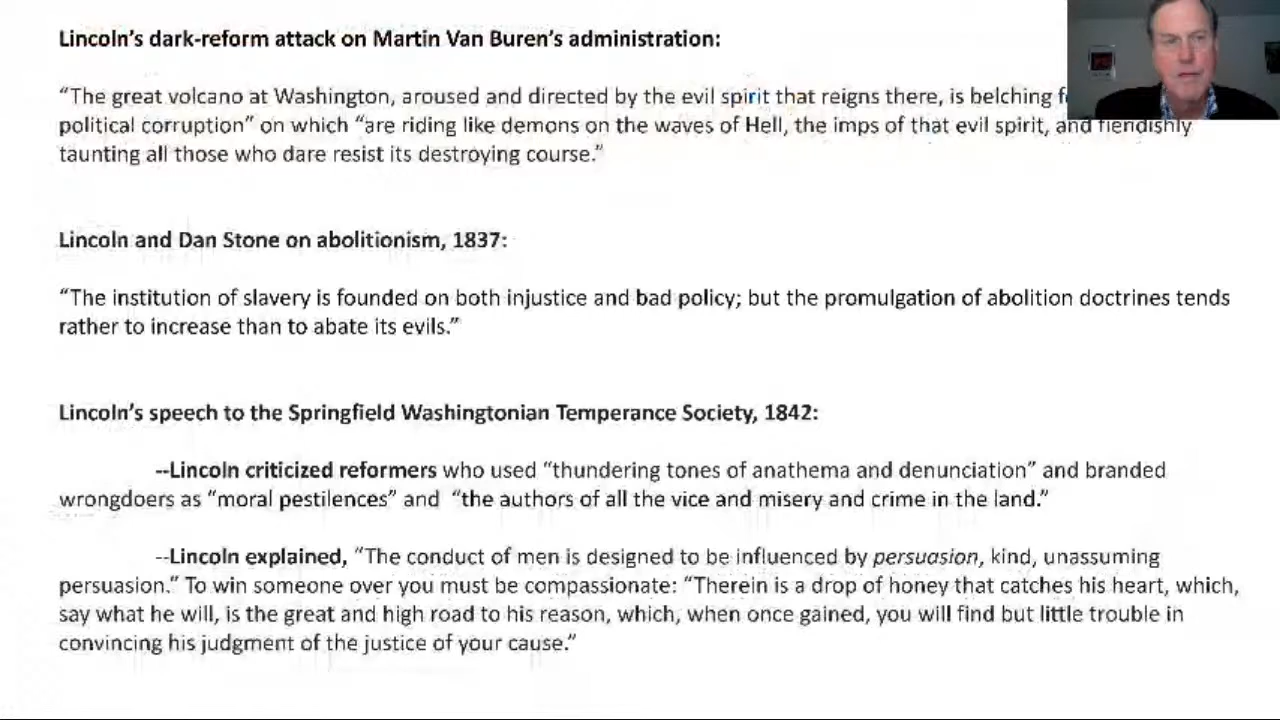 Lincoln’s dark-reform attack on Martin Van Buren’s administration:
“The great volcano at Washington, aroused and directed by the evil spirit that reigns there, is belching
political corruption” on which “are riding like demons on the waves of Hell, the imps of that evil spirit, and fiendishly
taunting all those who dare resist its destroying course.”
Lincoln and Dan Stone on abolitionism, 1837:
“The institution of slavery is founded on both injustice and bad policy; but the promulgation of abolition doctrines tends
rather to increase than to abate its evils.”
Lincoln’s speech to the Springfield Washingtonian Temperance Society, 1842:
--Lincoln criticized reformers who used “thundering tones of anathema and denunciation” and branded
wrongdoers as “moral pestilences” and “the authors of all the vice and misery and crime in the land.”
--Lincoln explained, “The conduct of men is designed to be influenced by persuasion, kind, unassuming
persuasion.” To win someone over you must be compassionate: “Therein is a drop of honey that catches his heart, which,
say what he will, is the great and high road to his reason, which, when once gained, you will find but little trouble in
convincing his judgment of the justice of your cause.”